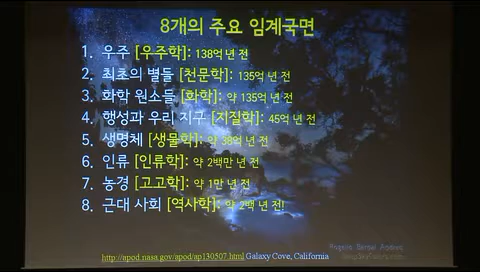 8개의 주요 임계국면
1. 우주 [우주학]: 138억 년 전
2. 최초의 별들 [천문학]: 135억 년 전
3. 화학 원소들 [화학]: 약 135억 년 전
4. 행성과 우리 지구 [지질학]: 45억 년 전
5. 생명체 [생물학]: 약 38억 년 전
6. 인류 [인류학]: 약 2백만 년 전
7. 농경 [고고학]: 약 1만 년 전
8. 근대 사회 [역사학]: 약 2백 년 전!
http://apod.nasa.gov/apod/ap130507.html Galaxy Cove, California